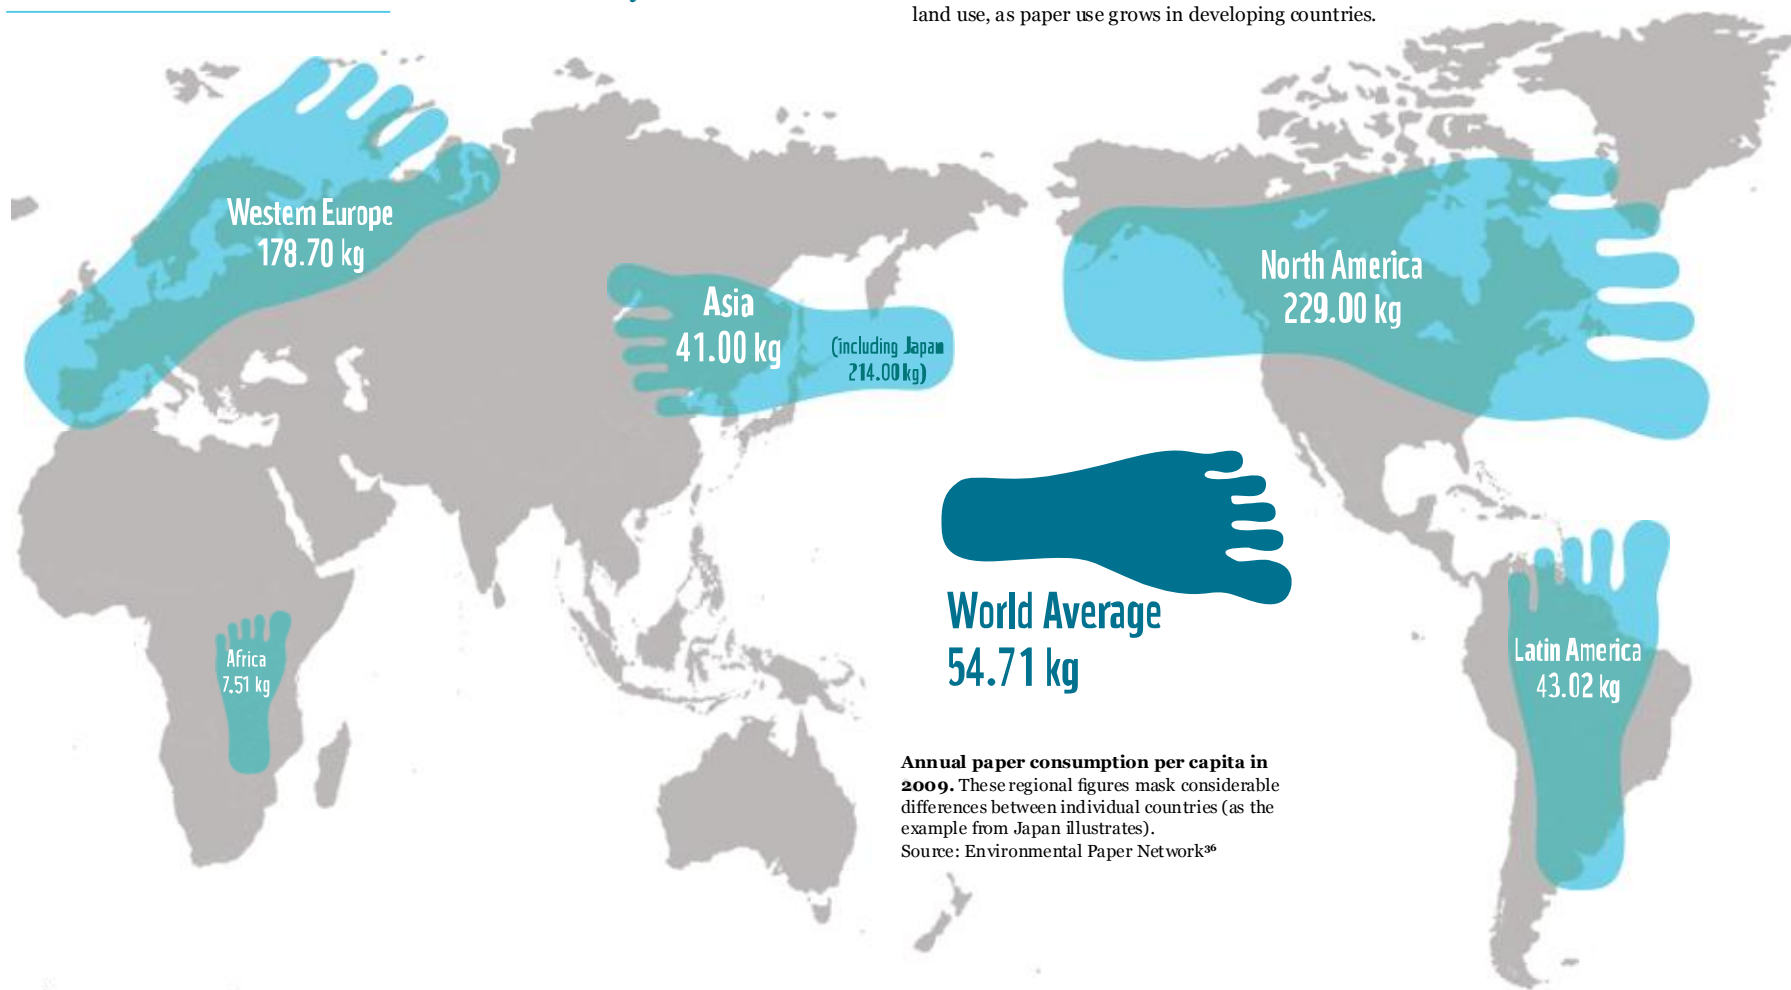 land use, as paper use grows in developing countries.
Western Europe
178.70 kg
Asia
41.00 kg
(including Japan
214.00 kg)
North America
229.00 kg
World Average
54.71 kg
Africa
7.51 kg
Latin America
43.02 kg
Annual paper consumption per capita in
2009. These regional figures mask considerable
differences between individual countries (as the
example from Japan illustrates).
Source: Environmental Paper Network³⁶